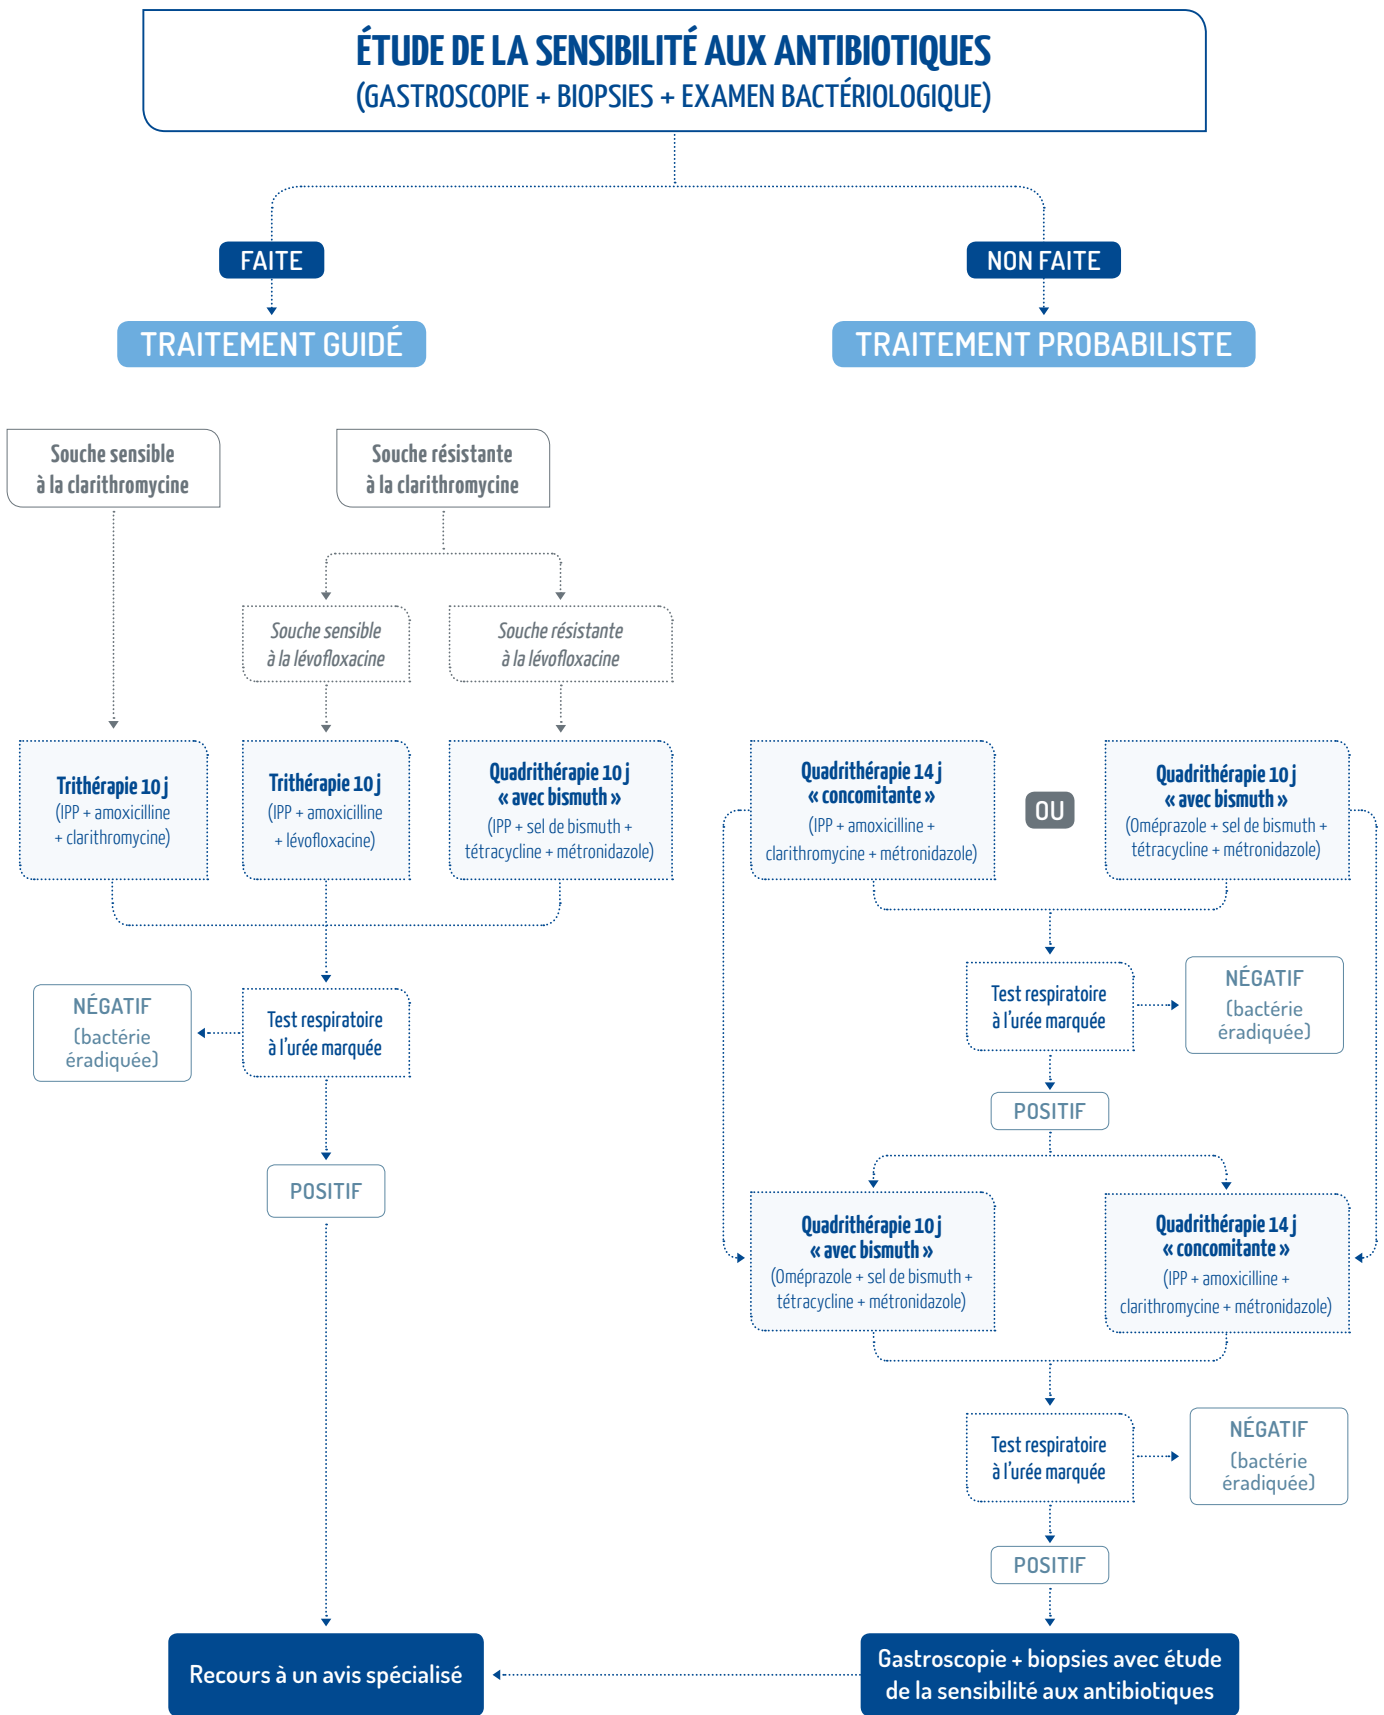 ÉTUDE DE LA SENSIBILITÉ AUX ANTIBIOTIQUES
(GASTROSCOPIE + BIOPSIES + EXAMEN BACTÉRIOLOGIQUE)
FAITE
NON FAITE
TRAITEMENT GUIDÉ
TRAITEMENT PROBABILISTE
Souche sensible
à la clarithromycine
Souche résistante
à la clarithromycine
Souche sensible
à la lévofloxacine
Souche résistante
à la lévofloxacine
Trithérapie 10 j
(IPP + amoxicilline
+ clarithromycine)
Trithérapie 10 j
(IPP + amoxicilline
+ lévofloxacine)
Quadrithérapie 10 j
« avec bismuth »
(IPP + sel de bismuth +
tétracycline + métronidazole)
Quadrithérapie 14 j
« concomitante »
(IPP + amoxicilline +
clarithromycine + métronidazole)
OU
Quadrithérapie 10 j
« avec bismuth »
(Oméprazole + sel de bismuth +
tétracycline + métronidazole)
NÉGATIF
(bactérie
éradiquée)
Test respiratoire
à l'urée marquée
POSITIF
Test respiratoire
à l'urée marquée
NÉGATIF
(bactérie
éradiquée)
POSITIF
Quadrithérapie 10 j
« avec bismuth »
(Oméprazole + sel de bismuth +
tétracycline + métronidazole)
Quadrithérapie 14 j
« concomitante »
(IPP + amoxicilline +
clarithromycine + métronidazole)
Test respiratoire
à l'urée marquée
NÉGATIF
(bactérie
éradiquée)
POSITIF
Recours à un avis spécialisé
Gastroscopie + biopsies avec étude
de la sensibilité aux antibiotiques